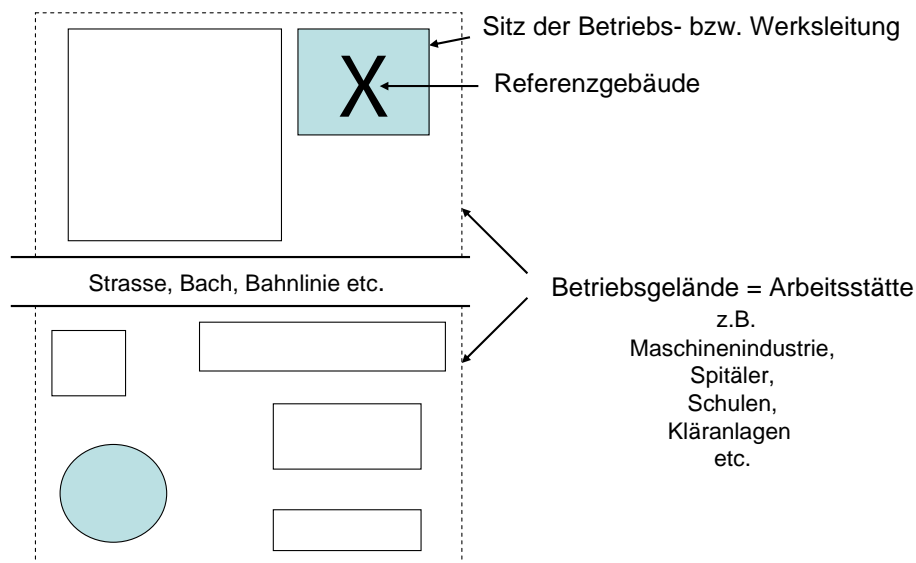 Sitz der Betriebs- bzw. Werksleitung
X
Referenzgebäude
Strasse, Bach, Bahnlinie etc.
Betriebsgelände = Arbeitsstätte
z.B.
Maschinenindustrie,
Spitäler,
Schulen,
Kläranlagen
etc.